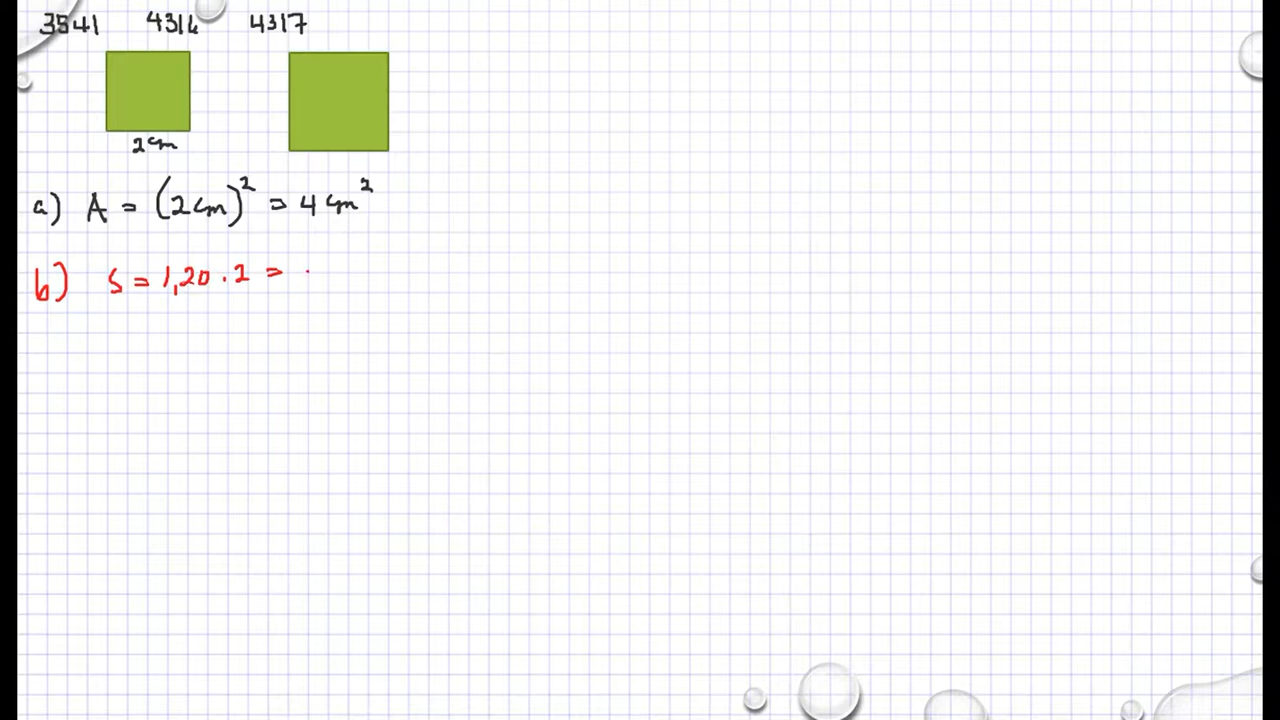 3541 4316 4317
2cm
a) A = (2cm)² = 4cm²
b) s = 1,20 . 2 =